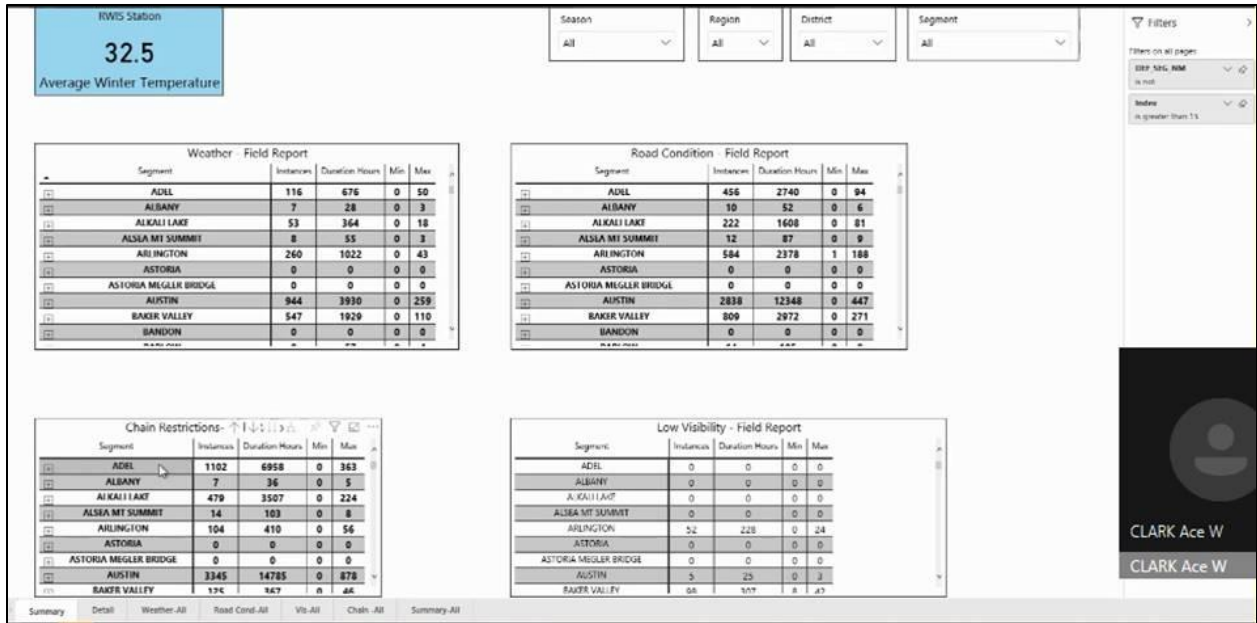 RWIS Station
32.5
Average Winter Temperature
Season
All
Region
All
District
All
Segment
All
Filters
Filters on all pages
is not
Index
is greater than 15
Weather - Field Report
Segment Instances Duration Hours Min Max
ADEL 116 676 0 50
ALBANY 7 28 0 3
ALKALI LAKE 53 364 0 18
ALSEA MT SUMMIT 8 55 0 3
ARLINGTON 260 1022 0 43
ASTORIA 0 0 0 0
ASTORIA MEGLER BRIDGE 0 0 0 0
AUSTIN 944 3930 0 259
BAKER VALLEY 547 1929 0 110
BANDON 0 0 0 0
Road Condition - Field Report
Segment Instances Duration Hours Min Max
ADEL 456 2740 0 94
ALBANY 10 52 0 6
ALKALI LAKE 222 1608 0 81
ALSEA MT SUMMIT 12 87 0 9
ARLINGTON 584 2378 1 188
ASTORIA 0 0 0 0
ASTORIA MEGLER BRIDGE 0 0 0 0
AUSTIN 2838 12348 0 447
BAKER VALLEY 809 2972 0 271
BANDON 0 0 0 0
Chain Restrictions-
Segment Instances Duration Hours Min Max
ADEL 1102 6958 0 363
ALBANY 7 36 0 5
ALKALI LAKE 479 3507 0 224
ALSEA MT SUMMIT 14 103 0 8
ARLINGTON 104 410 0 56
ASTORIA 0 0 0 0
ASTORIA MEGLER BRIDGE 0 0 0 0
AUSTIN 3345 14785 0 878
BAKER VALLEY 125 367 0 46
Low Visibility - Field Report
Segment Instances Duration Hours Min Max
ADEL 0 0 0 0
ALBANY 0 0 0 0
ALKALI LAKE 0 0 0 0
ALSEA MT SUMMIT 0 0 0 0
ARLINGTON 52 228 0 24
ASTORIA 0 0 0 0
ASTORIA MEGLER BRIDGE 0 0 0 0
AUSTIN 5 25 0 3
BAKER VALLEY 98 307 8 42
CLARK Ace W
CLARK Ace W
Summary Detail Weather-All Road Cond-All Vis-All Chain -All Summary-All